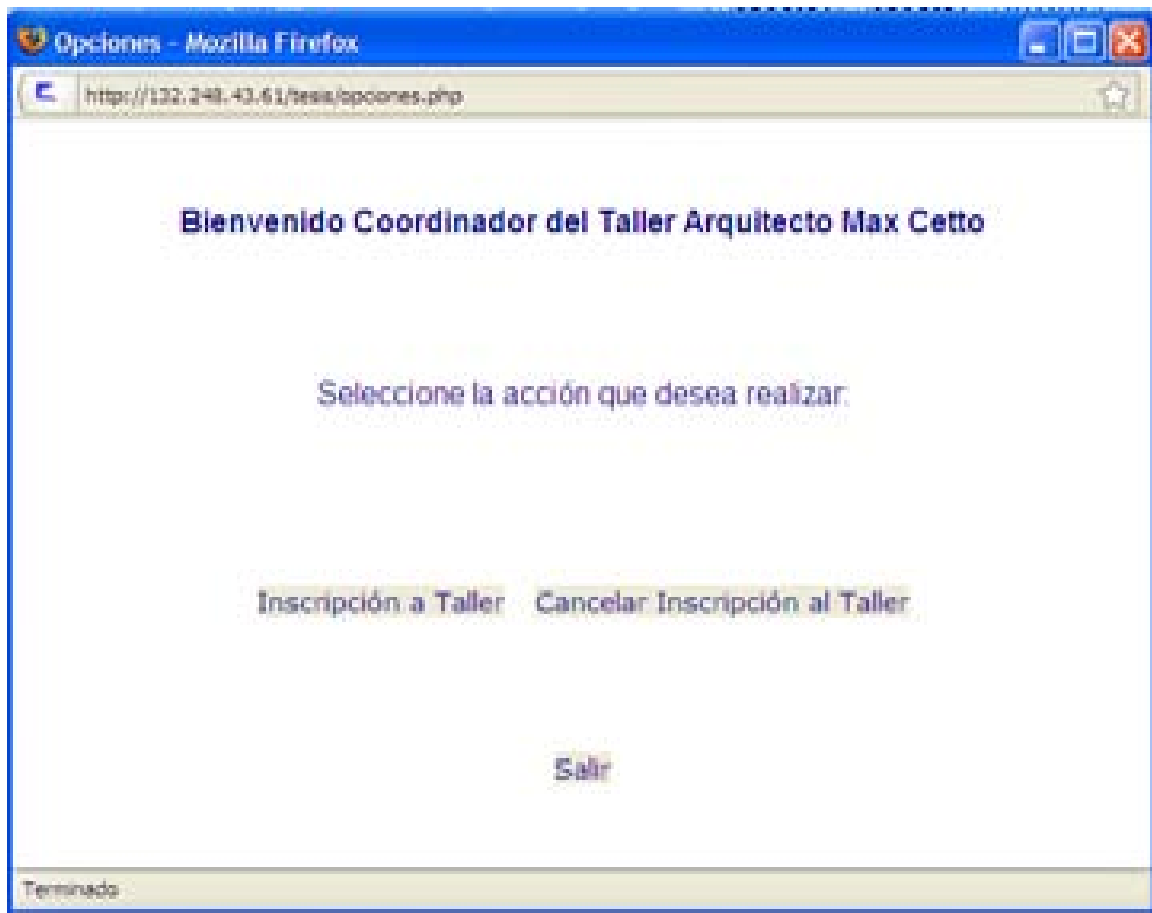 Opciones - Mozilla Firefox
http://132.248.43.61/tesis/opciones.php
Bienvenido Coordinador del Taller Arquitecto Max Cetto
Seleccione la acción que desea realizar.
Inscripción a Taller Cancelar Inscripción al Taller
Salir
Terminado